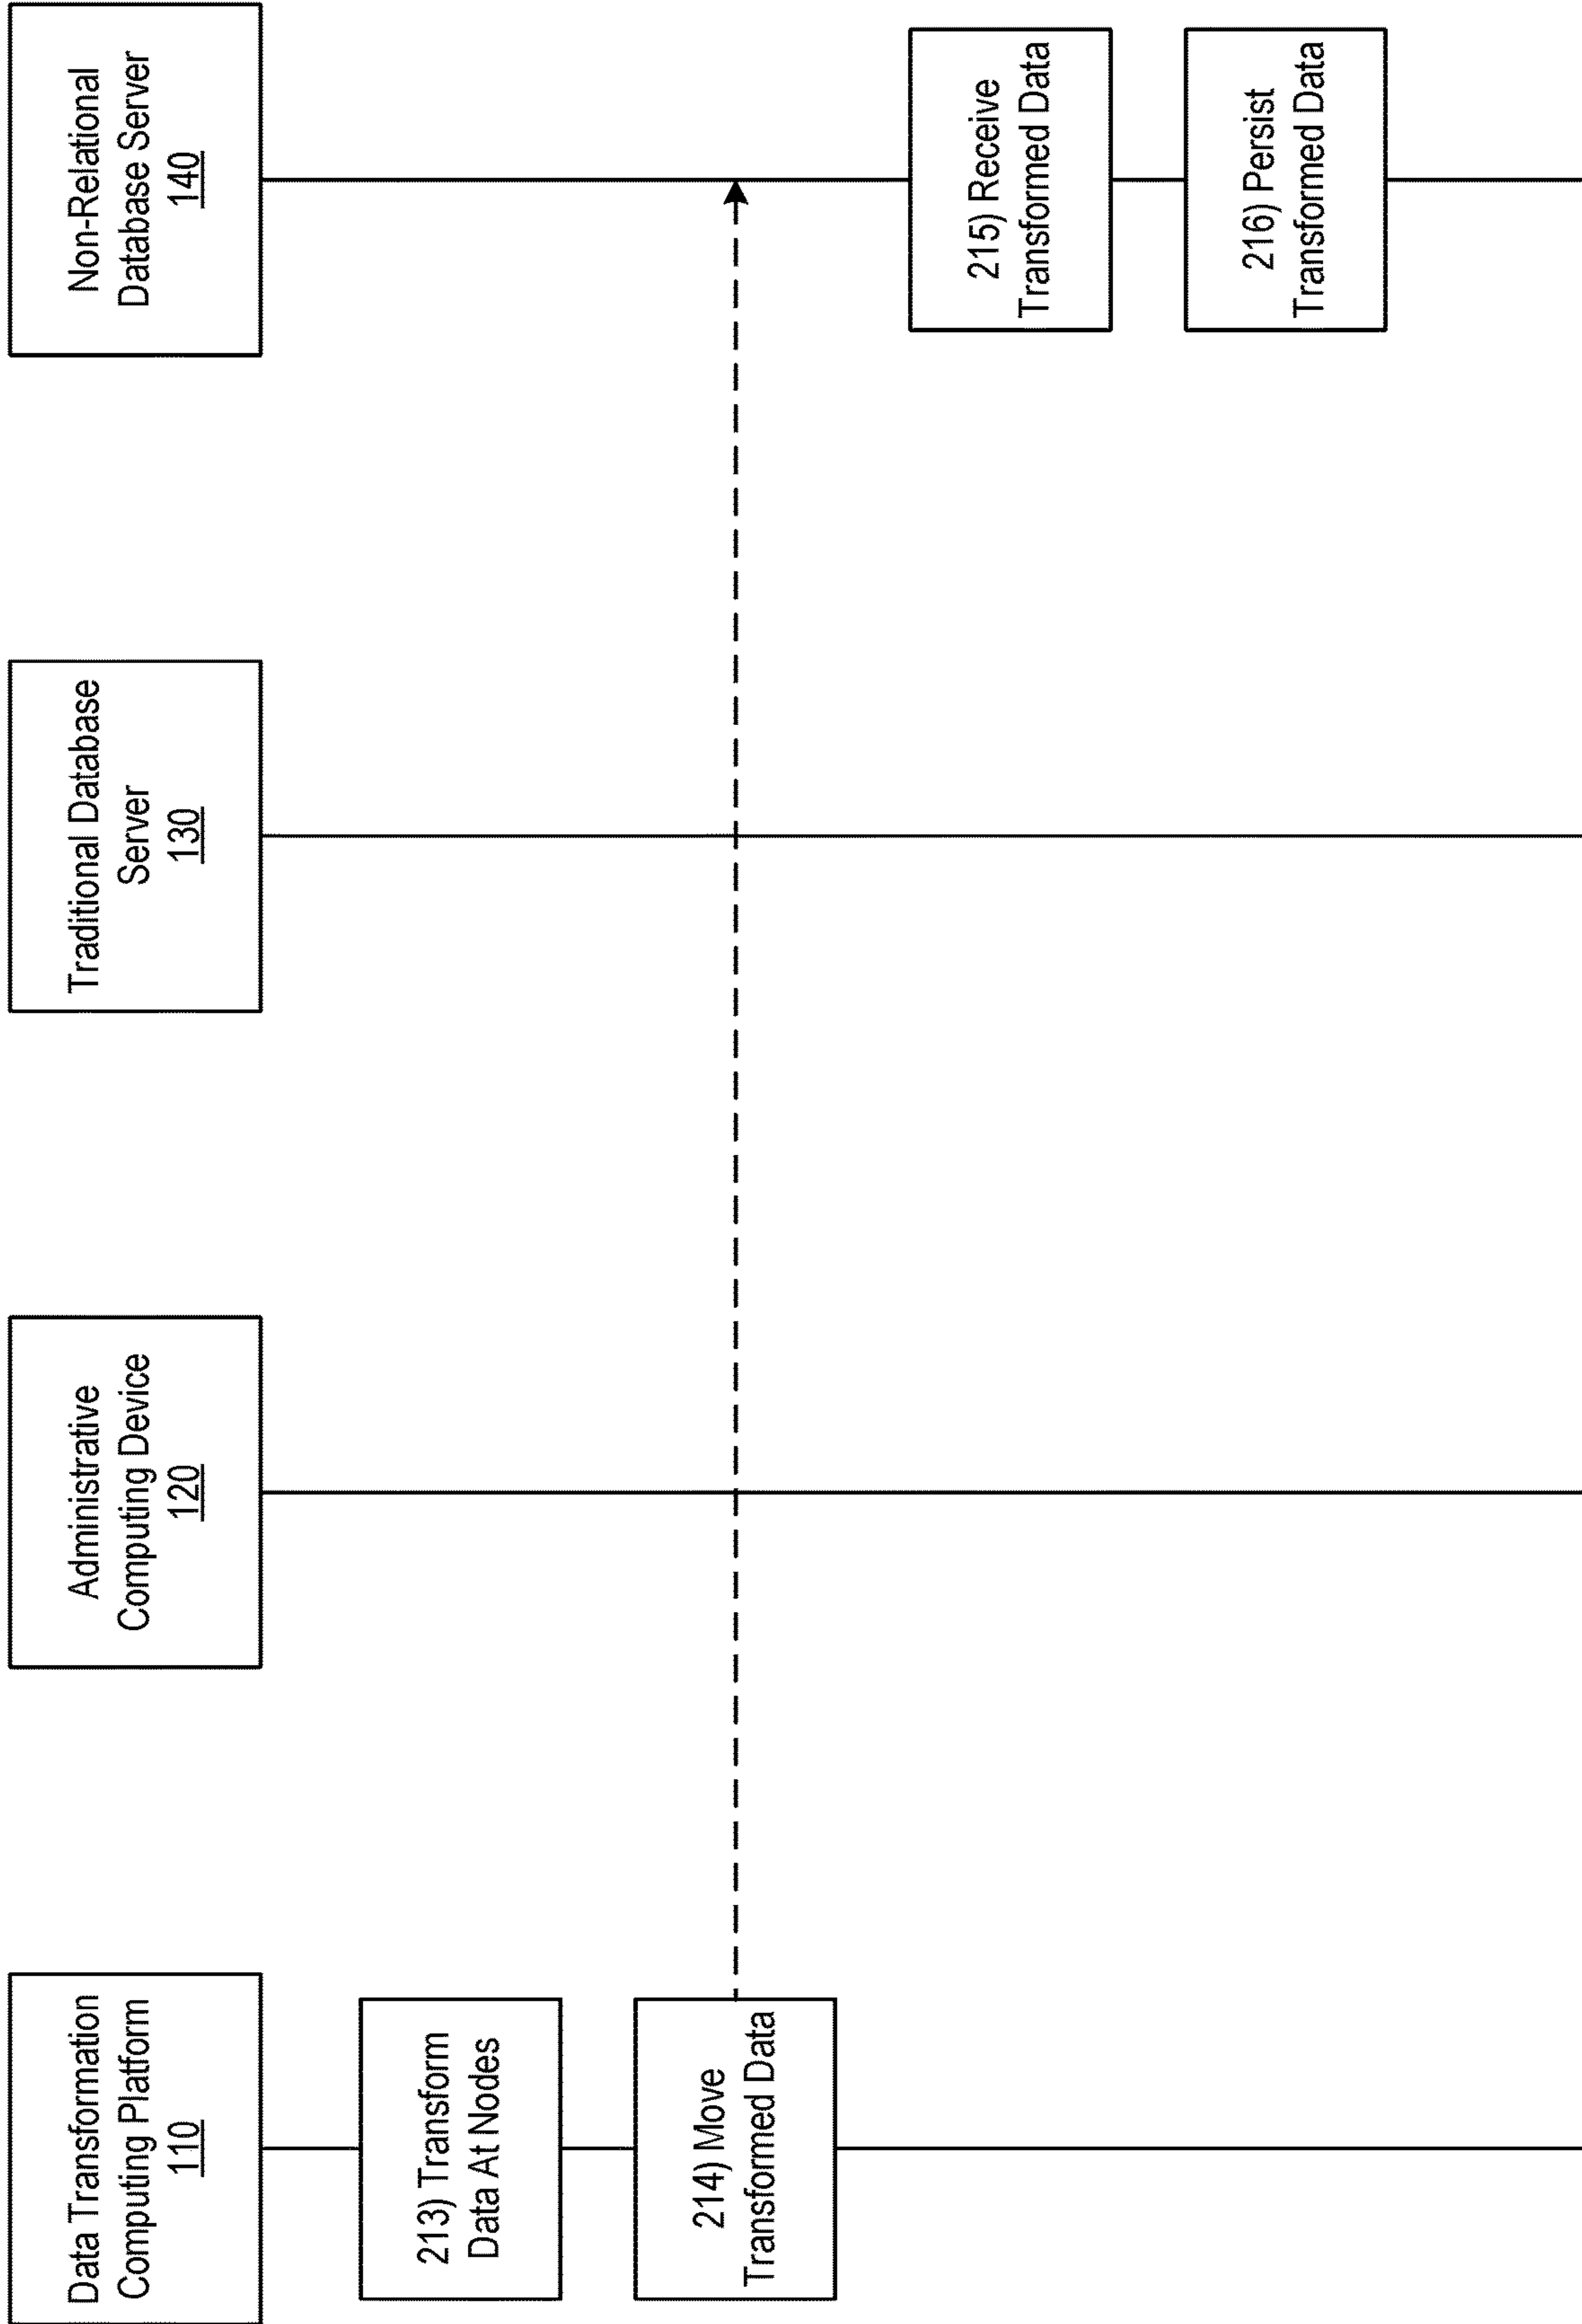 Data Transformation
Computing Platform
110
Administrative
Computing Device
120
Traditional Database
Server
130
Non-Relational
Database Server
140
213) Transform
Data At Nodes
214) Move
Transformed Data
215) Receive
Transformed Data
216) Persist
Transformed Data